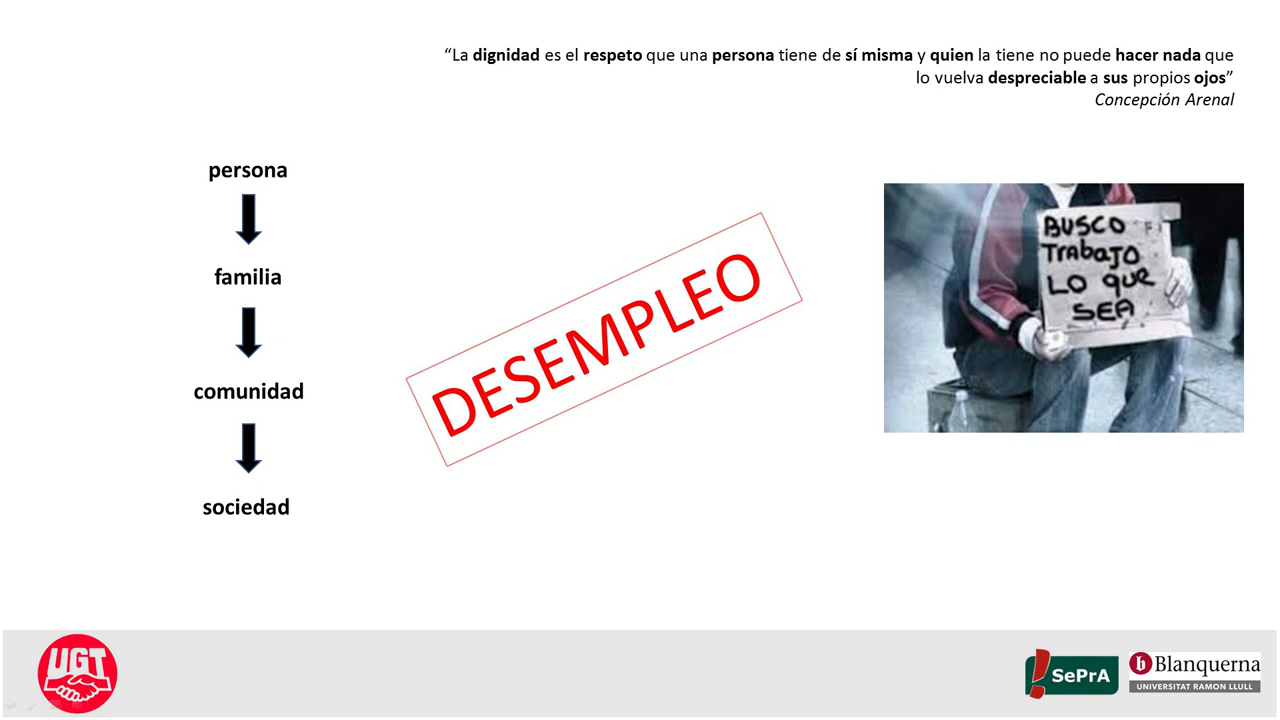 “La dignidad es el respeto que una persona tiene de sí misma y quien la tiene no puede hacer nada que
lo vuelva despreciable a sus propios ojos”
Concepción Arenal
persona
familia
comunidad
sociedad
DESEMPLEO
BUSCO
TRABAJO
LO QUE
SEA
UGT
SePrA
Blanquerna
UNIVERSITAT RAMON LLULL